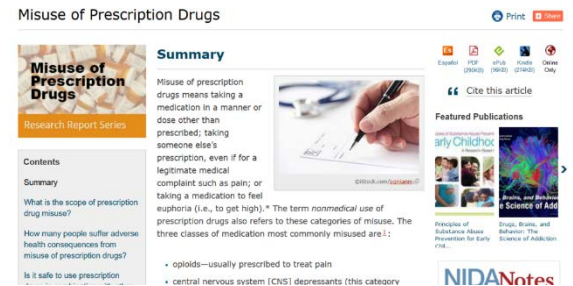 Misuse of Prescription Drugs
Print
Share
Misuse of
Prescription
Drugs
Research Report Series
Contents
Summary
What is the scope of prescription
drug misuse?
How many people suffer adverse
health consequences from
misuse of prescription drugs?
Is it safe to use prescription
Summary
Misuse of prescription
drugs means taking a
medication in a manner or
dose other than
prescribed; taking
someone else's
prescription, even if for a
legitimate medical
complaint such as pain; or
taking a medication to feel
euphoria (i.e., to get high).* The term nonmedical use of
prescription drugs also refers to these categories of misuse. The
three classes of medication most commonly misused are1:
• opioids—usually prescribed to treat pain
• central nervous system [CNS] depressants (this category
Español
PDF
ePub
Kindle
Online
Only
Cite this article
Featured Publications
arly Childhoo
e Science of Add
Principles of
Substance Abuse
Prevention for Early
Drugs, Brains, and
Behavior: The
Science of Addiction
NIDANotes